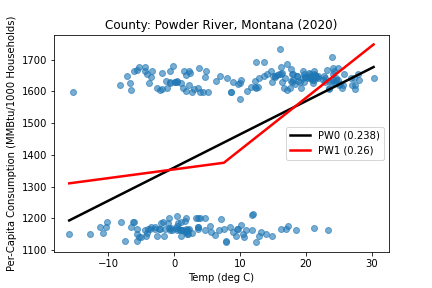 County: Powder River, Montana (2020)
Per-Capita Consumption (MMBtu/1000 Households)
1700
1600
1500
1400
1300
1200
1100
PW0 (0.238)
PW1 (0.26)
−10
0
10
20
30
Temp (deg C)